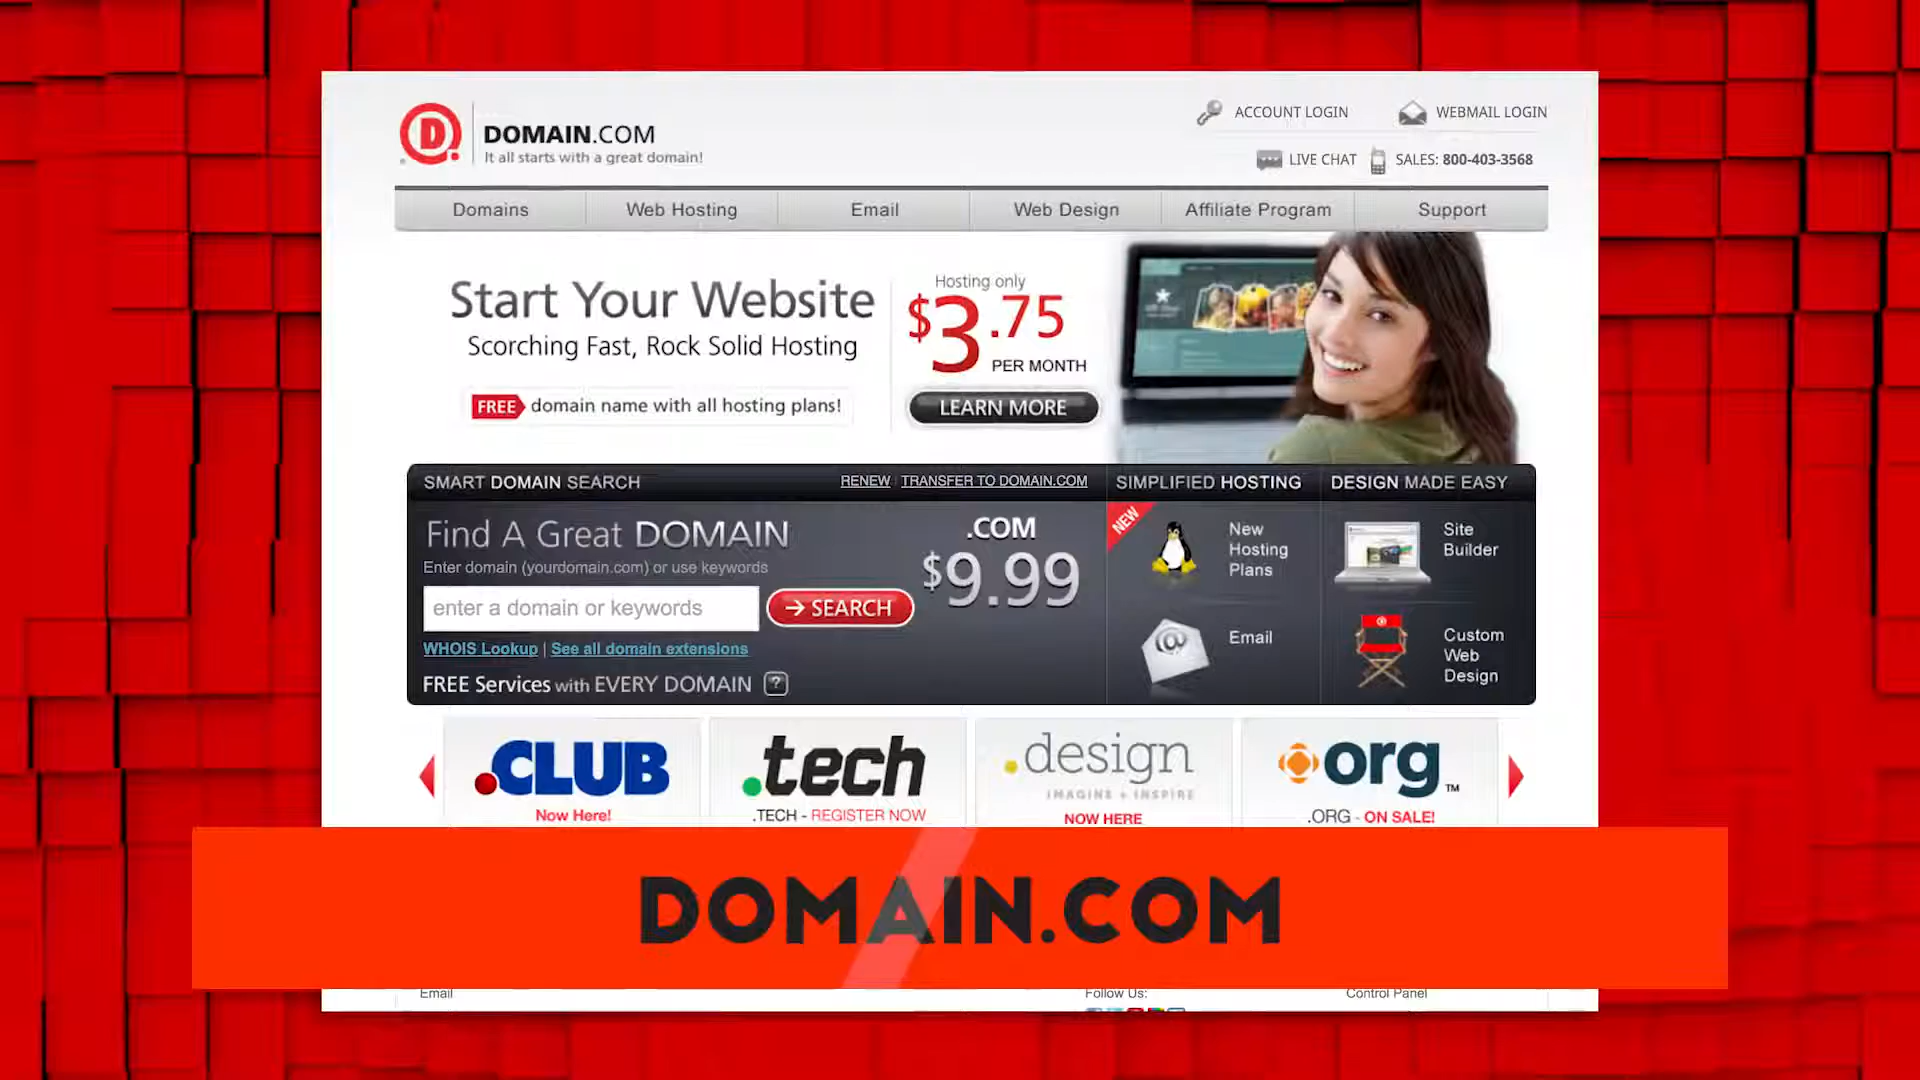 DOMAIN.COM
It all starts with a great domain!
ACCOUNT LOGIN
WEBMAIL LOGIN
LIVE CHAT
SALES: 800-403-3568
Domains
Web Hosting
Email
Web Design
Affiliate Program
Support
Start Your Website
Scorching Fast, Rock Solid Hosting
FREE domain name with all hosting plans!
Hosting only
$3.75
PER MONTH
LEARN MORE
SMART DOMAIN SEARCH
RENEW
TRANSFER TO DOMAIN.COM
SIMPLIFIED HOSTING
DESIGN MADE EASY
Find A Great DOMAIN
Enter domain (yourdomain.com) or use keywords
enter a domain or keywords
SEARCH
WHOIS Lookup | See all domain extensions
FREE Services with EVERY DOMAIN ?
.COM
$9.99
NEW
New
Hosting
Plans
Email
Site
Builder
Custom
Web
Design
.CLUB
Now Here!
.tech
.TECH - REGISTER NOW
.design
IMAGINE + INSPIRE
NOW HERE
org TM
.ORG - ON SALE!
DOMAIN.COM
Email
Follow Us:
Control Panel